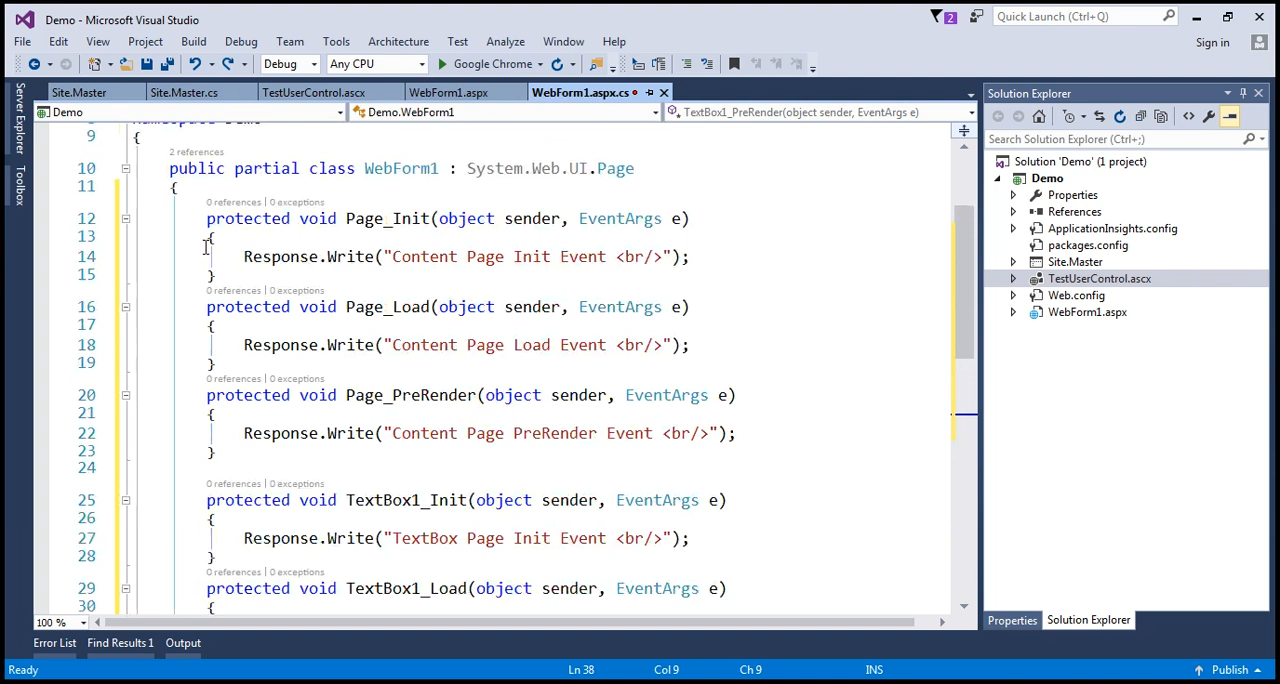 Demo - Microsoft Visual Studio
2
Quick Launch (Ctrl+Q)
File Edit View Project Build Debug Team Tools Architecture Test Analyze Window Help
Sign in
Debug Any CPU Google Chrome
Site.Master Site.Master.cs TestUserControl.ascx WebForm1.aspx WebForm1.aspx.cs
Demo Demo.WebForm1 TextBox1_PreRender(object sender, EventArgs e)
Server Explorer
Toolbox
9 {
2 references
10 public partial class WebForm1 : System.Web.UI.Page
11 {
0 references | 0 exceptions
12 protected void Page_Init(object sender, EventArgs e)
13 {
14 Response.Write("Content Page Init Event <br/>");
15 }
0 references | 0 exceptions
16 protected void Page_Load(object sender, EventArgs e)
17 {
18 Response.Write("Content Page Load Event <br/>");
19 }
0 references | 0 exceptions
20 protected void Page_PreRender(object sender, EventArgs e)
21 {
22 Response.Write("Content Page PreRender Event <br/>");
23 }
24
0 references | 0 exceptions
25 protected void TextBox1_Init(object sender, EventArgs e)
26 {
27 Response.Write("TextBox Page Init Event <br/>");
28 }
0 references | 0 exceptions
29 protected void TextBox1_Load(object sender, EventArgs e)
30 {
100 %
Error List Find Results 1 Output
Ready Ln 38 Col 9 Ch 9 INS Publish
Solution Explorer
Search Solution Explorer (Ctrl+;)
Solution 'Demo' (1 project)
Demo
Properties
References
ApplicationInsights.config
packages.config
Site.Master
TestUserControl.ascx
Web.config
WebForm1.aspx
Properties Solution Explorer